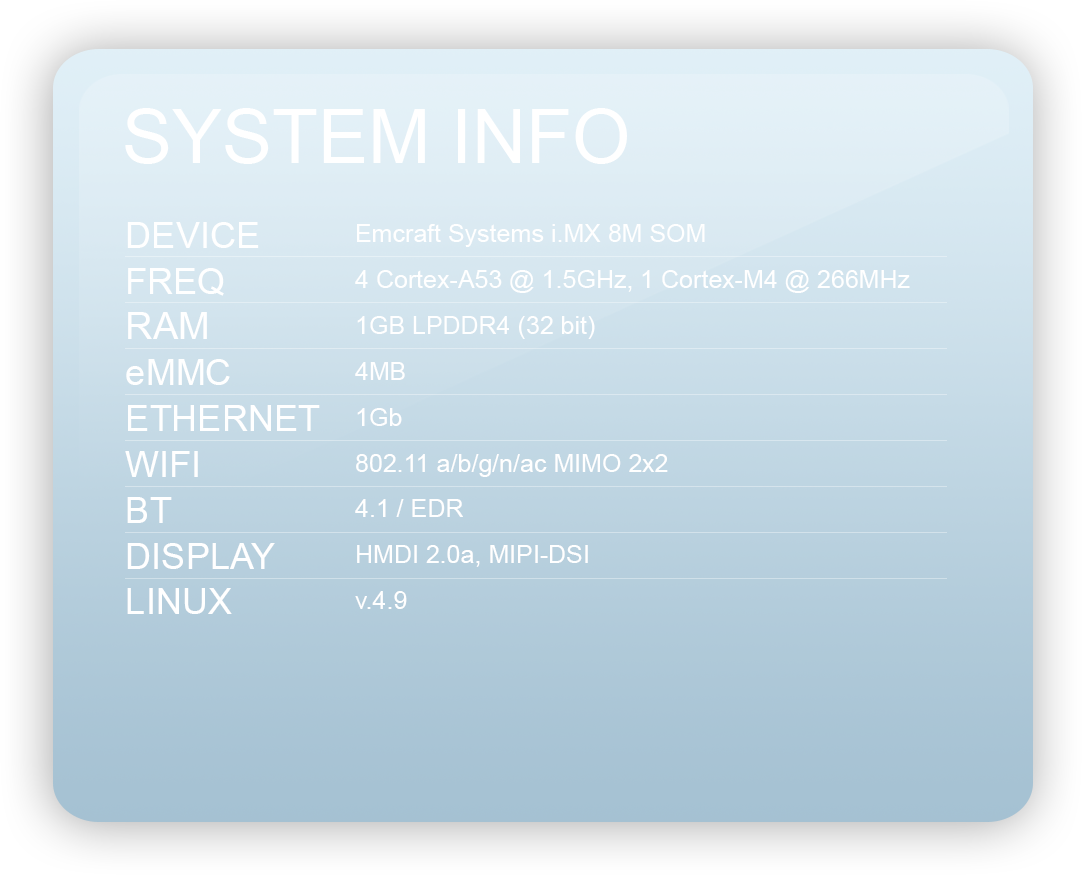 SYSTEM INFO
DEVICE Emcraft Systems i.MX 8M SOM
FREQ 4 Cortex-A53 @ 1.5GHz, 1 Cortex-M4 @ 266MHz
RAM 1GB LPDDR4 (32 bit)
eMMC 4MB
ETHERNET 1Gb
WIFI 802.11 a/b/g/n/ac MIMO 2x2
BT 4.1 / EDR
DISPLAY HMDI 2.0a, MIPI-DSI
LINUX v.4.9